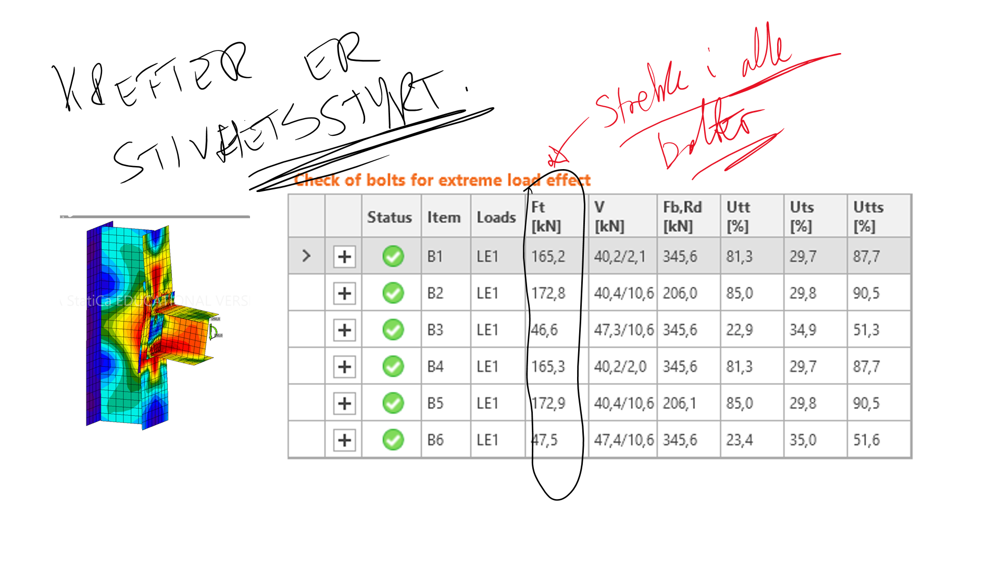 KREFTER ER
STIVHETSSTYRT.
Strekk i alle
bolter
Check of bolts for extreme load effect
Status Item Loads Ft [kN] V [kN] Fb,Rd [kN] Utt [%] Uts [%] Utts [%]
> + B1 LE1 165,2 40,2/2,1 345,6 81,3 29,7 87,7
+ B2 LE1 172,8 40,4/10,6 206,0 85,0 29,8 90,5
+ B3 LE1 46,6 47,3/10,6 345,6 22,9 34,9 51,3
+ B4 LE1 165,3 40,2/2,0 345,6 81,3 29,7 87,7
+ B5 LE1 172,9 40,4/10,6 206,1 85,0 29,8 90,5
+ B6 LE1 47,5 47,4/10,6 345,6 23,4 35,0 51,6
StatiCa EDUCATIONAL VERSI